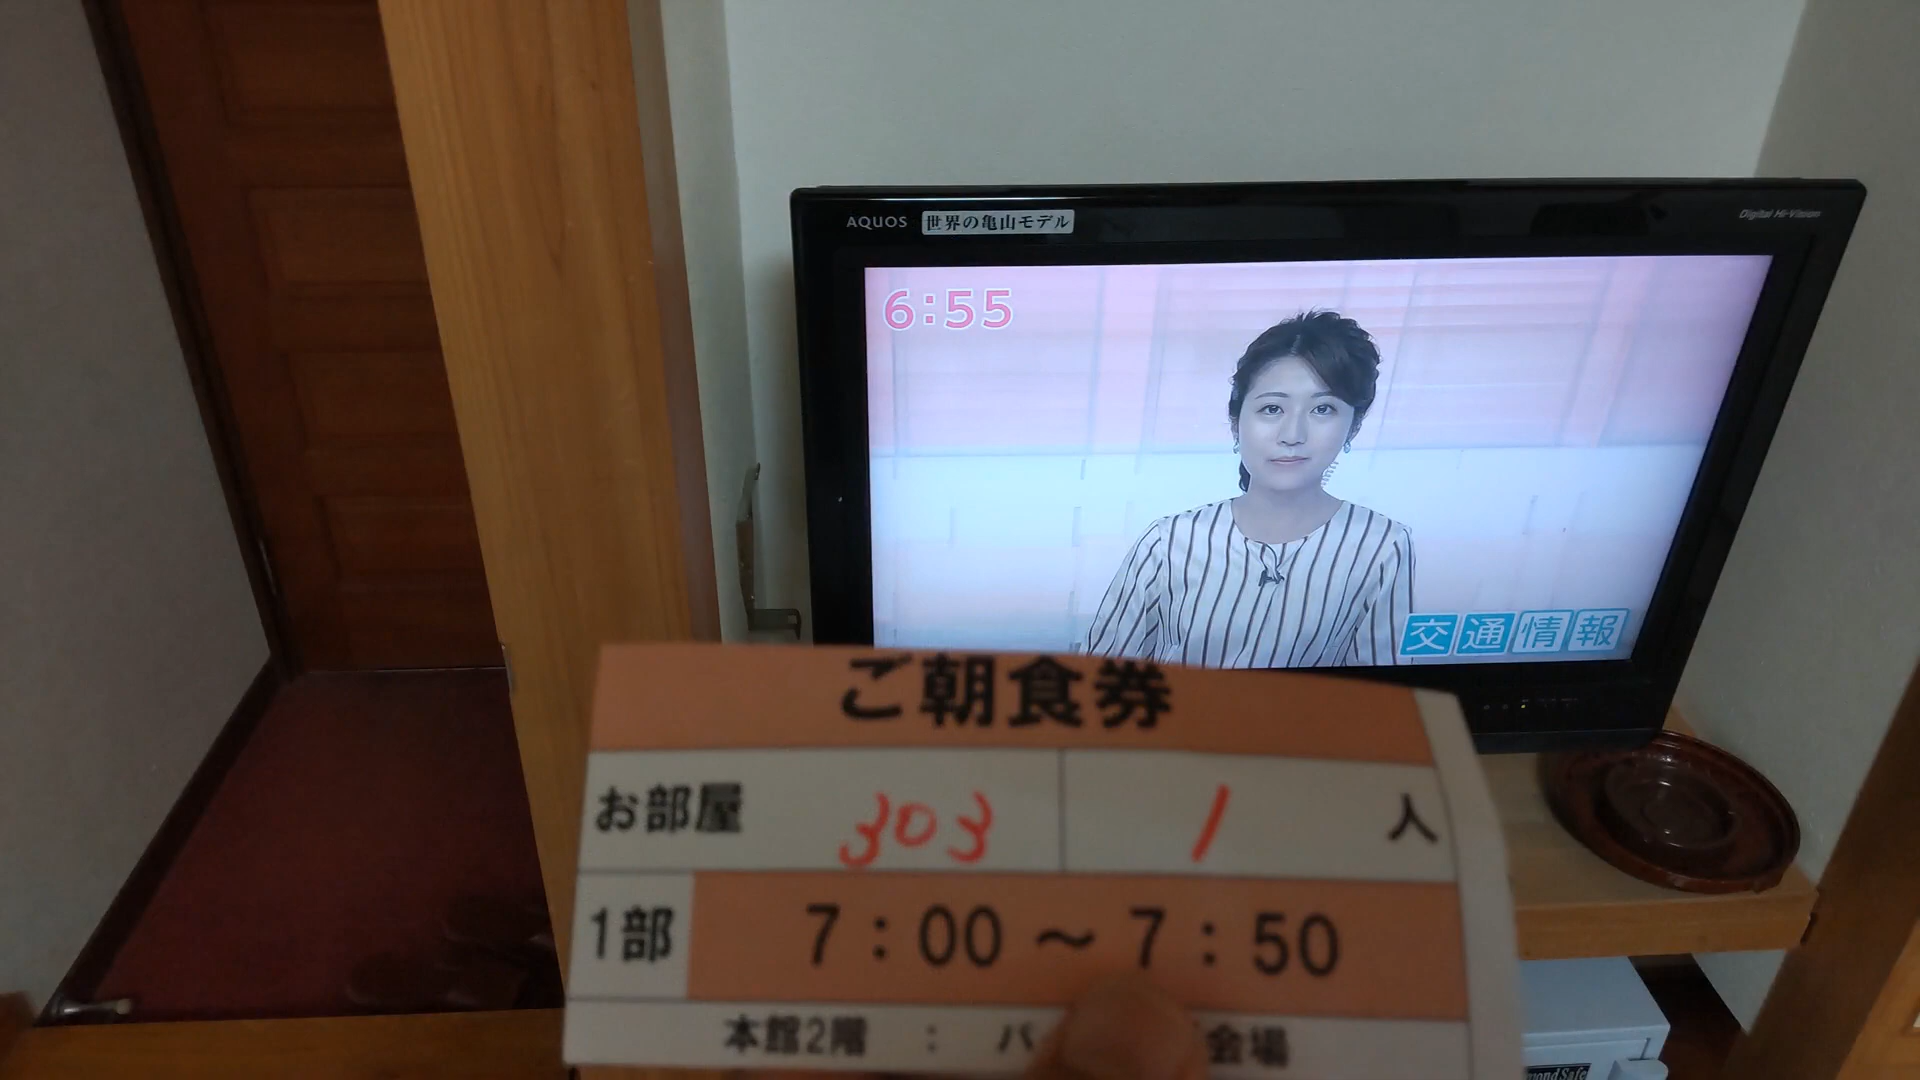 AQUOS 世界の亀山モデル
Digital Hi-Vision
6:55
交通情報
ご朝食券
お部屋 303 1 人
1部 7:00～7:50
本館2階 : バ 会場